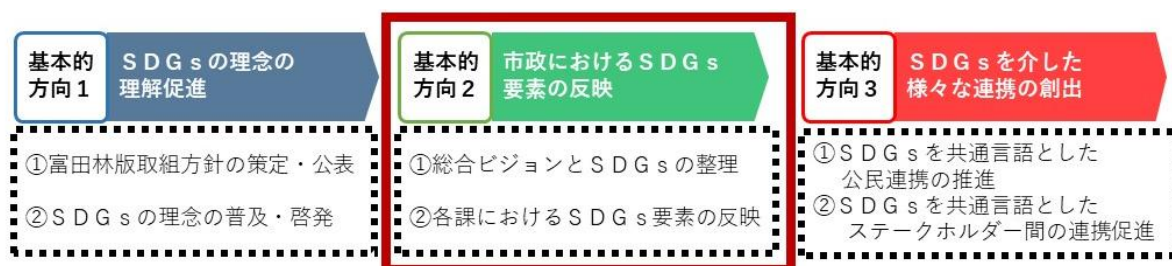 基本的
方向1
SDGsの理念の
理解促進
①富田林版取組方針の策定・公表
②SDGsの理念の普及・啓発
基本的
方向2
市政におけるSDGs
要素の反映
①総合ビジョンとSDGsの整理
②各課におけるSDGs要素の反映
基本的
方向3
SDGsを介した
様々な連携の創出
①SDGsを共通言語とした
公民連携の推進
②SDGsを共通言語とした
ステークホルダー間の連携促進